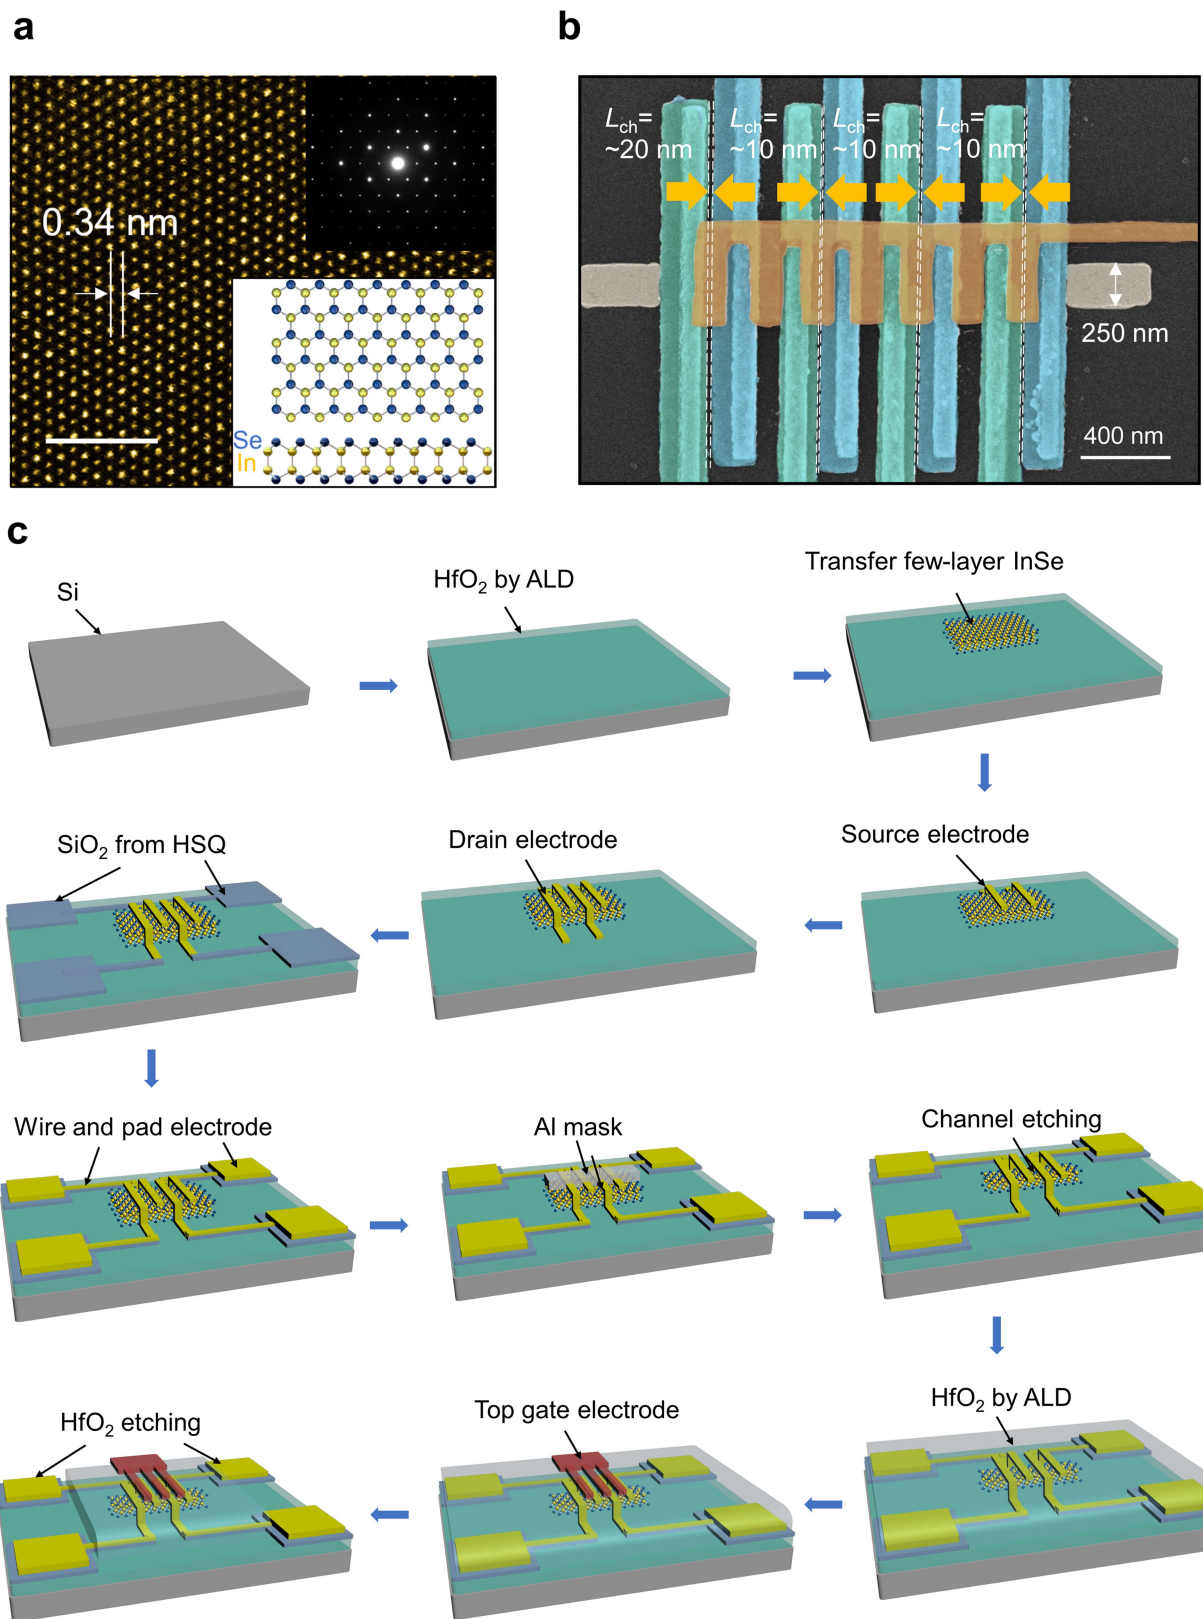 a
0.34 nm
Se
In
b
Lch= Lch= Lch= Lch=
~20 nm ~10 nm ~10 nm ~10 nm
250 nm
400 nm
c
Si
HfO2 by ALD
Transfer few-layer InSe
SiO2 from HSQ
Drain electrode
Source electrode
Wire and pad electrode
Al mask
Channel etching
HfO2 etching
Top gate electrode
HfO2 by ALD